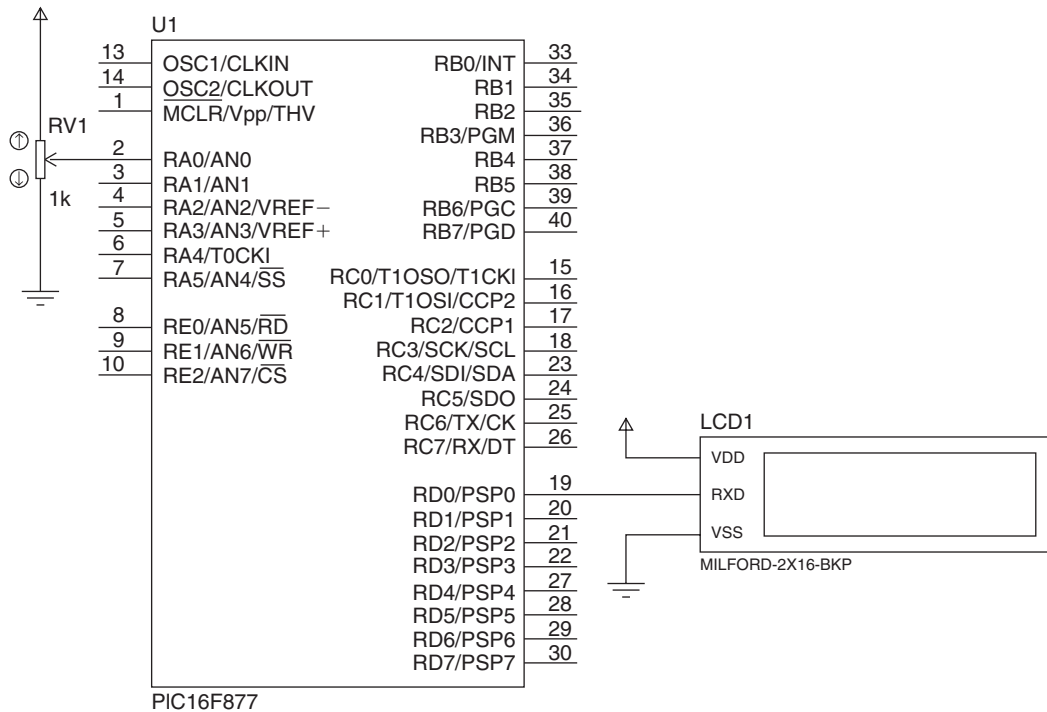 U1
13 OSC1/CLKIN
14 OSC2/CLKOUT
1 MCLR/Vpp/THV
RV1
1k
2 RA0/AN0
3 RA1/AN1
4 RA2/AN2/VREF−
5 RA3/AN3/VREF+
6 RA4/T0CKI
7 RA5/AN4/SS
8 RE0/AN5/RD
9 RE1/AN6/WR
10 RE2/AN7/CS
RB0/INT 33
RB1 34
RB2 35
RB3/PGM 36
RB4 37
RB5 38
RB6/PGC 39
RB7/PGD 40
RC0/T1OSO/T1CKI 15
RC1/T1OSI/CCP2 16
RC2/CCP1 17
RC3/SCK/SCL 18
RC4/SDI/SDA 23
RC5/SDO 24
RC6/TX/CK 25
RC7/RX/DT 26
RD0/PSP0 19
RD1/PSP1 20
RD2/PSP2 21
RD3/PSP3 22
RD4/PSP4 27
RD5/PSP5 28
RD6/PSP6 29
RD7/PSP7 30
PIC16F877
LCD1
VDD
RXD
VSS
MILFORD-2X16-BKP